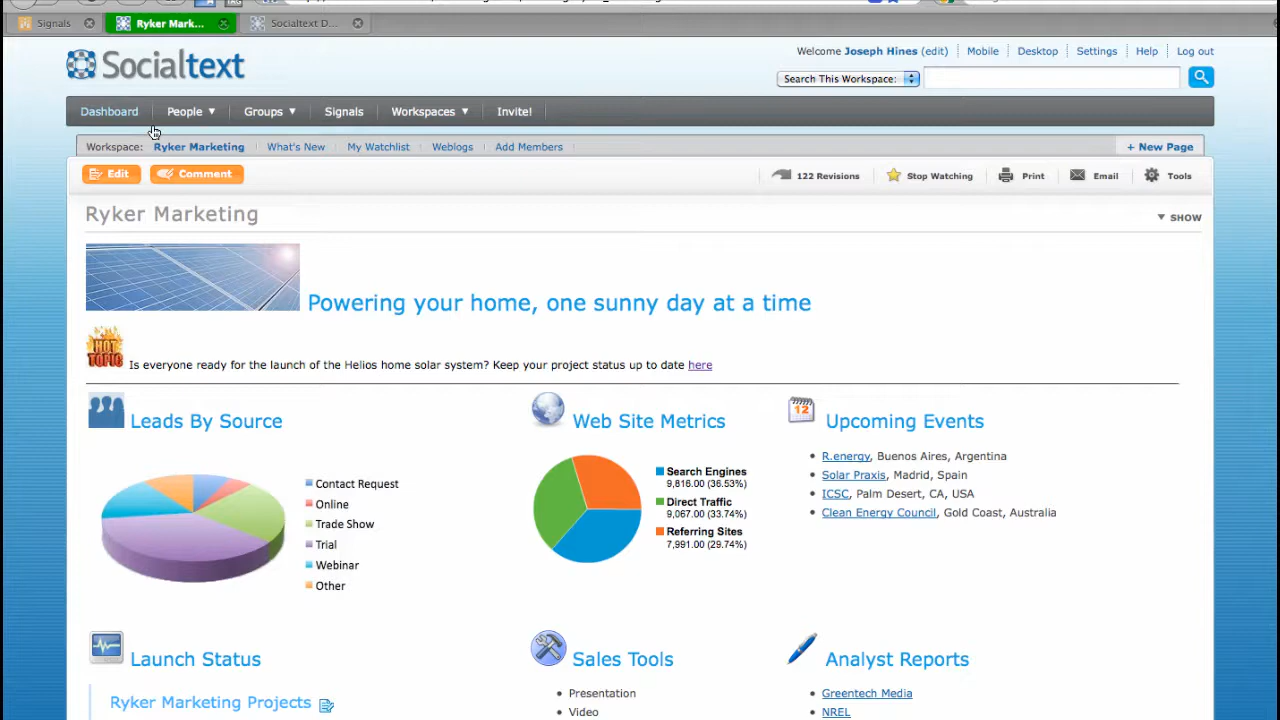 Signals
Ryker Mark...
Socialtext D...
Socialtext
Welcome Joseph Hines (edit) Mobile Desktop Settings Help Log out
Search This Workspace:
Dashboard People ▼ Groups ▼ Signals Workspaces ▼ Invite!
Workspace: Ryker Marketing What's New My Watchlist Weblogs Add Members + New Page
Edit Comment 122 Revisions Stop Watching Print Email Tools
Ryker Marketing ▼ SHOW
Powering your home, one sunny day at a time
HOT TOPIC
Is everyone ready for the launch of the Helios home solar system? Keep your project status up to date here
Leads By Source
Contact Request
Online
Trade Show
Trial
Webinar
Other
Web Site Metrics
Search Engines
9,816.00 (36.53%)
Direct Traffic
9,067.00 (33.74%)
Referring Sites
7,991.00 (29.74%)
12
Upcoming Events
• R.energy, Buenos Aires, Argentina
• Solar Praxis, Madrid, Spain
• ICSC, Palm Desert, CA, USA
• Clean Energy Council, Gold Coast, Australia
Launch Status
Ryker Marketing Projects
Sales Tools
• Presentation
• Video
Analyst Reports
• Greentech Media
• NREL